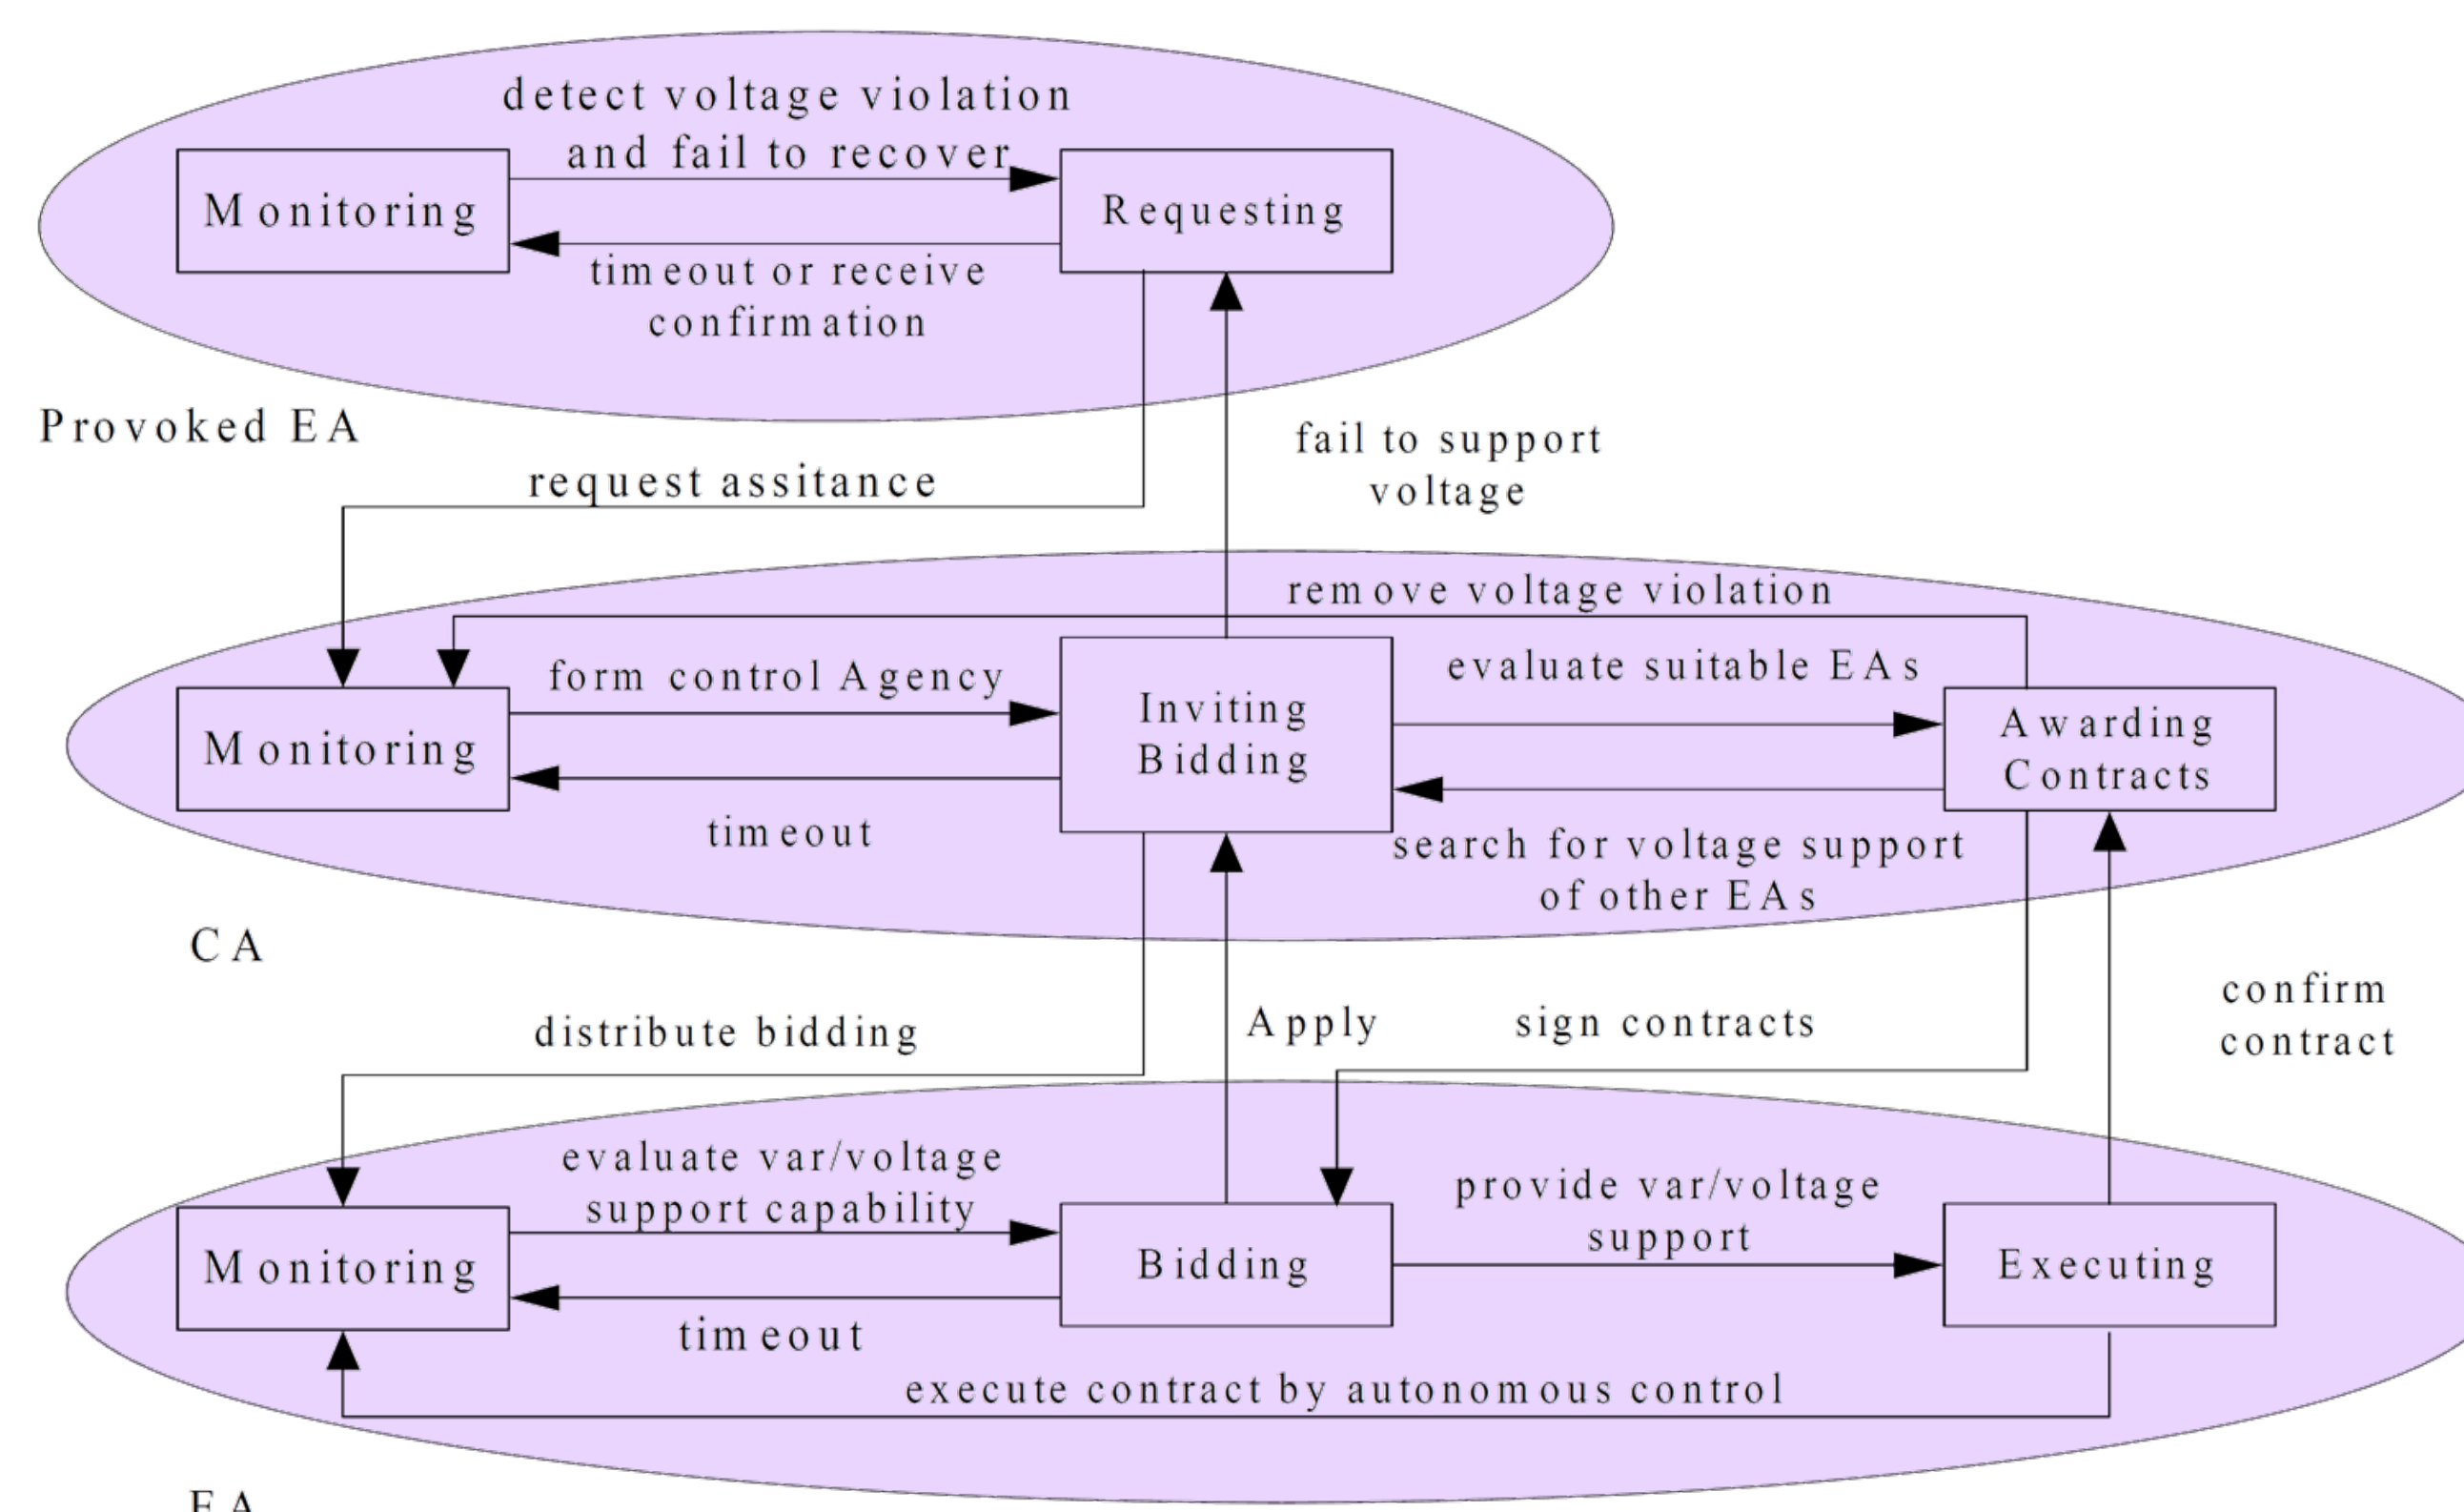 detect voltage violation
and fail to recover
Monitoring
Requesting
timeout or receive
confirmation
Provoked EA
fail to support
voltage
request assitance
remove voltage violation
form control Agency
evaluate suitable EAs
Monitoring
Inviting
Bidding
Awarding
Contracts
timeout
search for voltage support
of other EAs
CA
confirm
contract
distribute bidding
Apply
sign contracts
evaluate var/voltage
support capability
provide var/voltage
support
Monitoring
Bidding
Executing
timeout
execute contract by autonomous control
EA